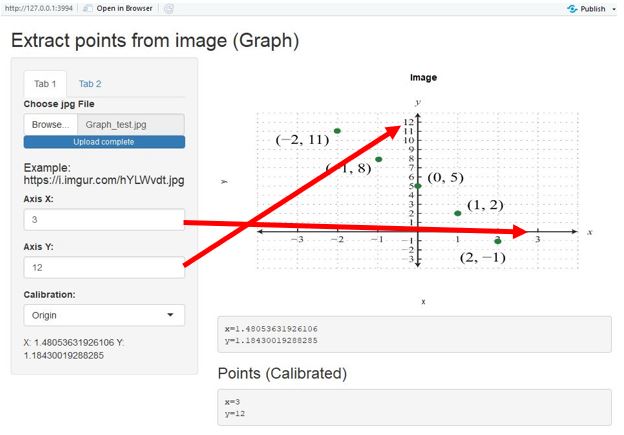 http://127.0.0.1:3994 Open in Browser Publish
Extract points from image (Graph)
Tab 1 Tab 2
Choose jpg File
Browse... Graph_test.jpg
Upload complete
Example:
https://i.imgur.com/hYLWvdt.jpg
Axis X:
3
Axis Y:
12
Calibration:
Origin
X: 1.48053631926106 Y:
1.18430019288285
Image
y
12
11
10
9
8
7
6
5
4
3
2
1
−1
−2
−3
−3 −2 −1 1 2 3 x
(−2, 11)
1, 8)
(0, 5)
(1, 2)
(2, −1)
y
x
x=1.48053631926106
y=1.18430019288285
Points (Calibrated)
x=3
y=12